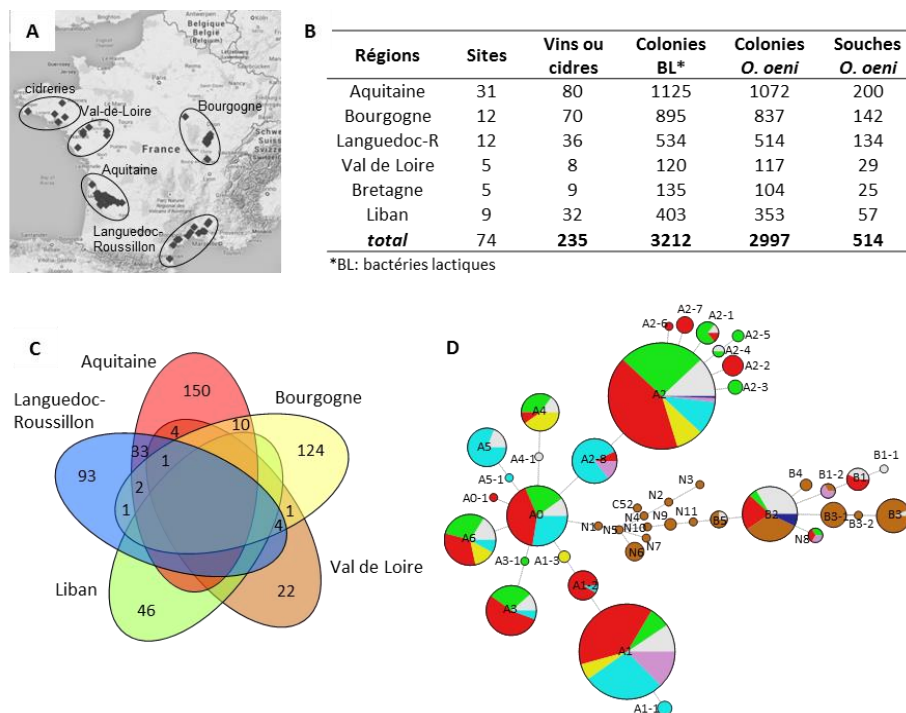 A
Belgique
België
(Belgium)
cidreries
Val-de-Loire
Bourgogne
France
Aquitaine
Languedoc-
Roussillon
B
Régions Sites Vins ou cidres Colonies BL* Colonies O. oeni Souches O. oeni
Aquitaine 31 80 1125 1072 200
Bourgogne 12 70 895 837 142
Languedoc-R 12 36 534 514 134
Val de Loire 5 8 120 117 29
Bretagne 5 9 135 104 25
Liban 9 32 403 353 57
total 74 235 3212 2997 514
*BL: bactéries lactiques
C
Aquitaine
Languedoc-
Roussillon
Bourgogne
Val de Loire
Liban
150
10
4
124
33
1
93
2
1
1
4
22
46
D
A2-7
A2-6
A2-1
A2-5
A2-4
A2-2
A2-3
A2
A4
A5
A4-1
A2-8
A5-1
A0-1
A0
A6
A3-1
A1-3
A3
A1-2
A1
A1-1
N3
N2
C52
N4
N9
N1
N5
N10
N11
N7
N6
B5
B2
B4
B1-2
B1
B1-1
B3-1
B3-2
B3
N8